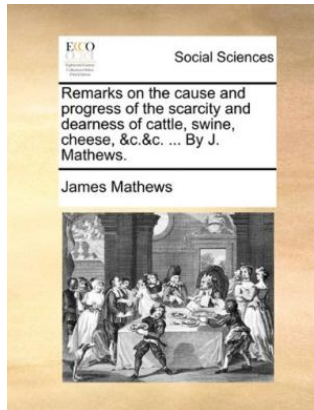 ECCO
Social Sciences
Remarks on the cause and
progress of the scarcity and
dearness of cattle, swine,
cheese, &c.&c. ... By J.
Mathews.
James Mathews